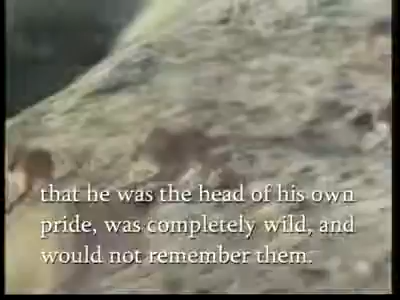 that he was the head of his own
pride, was completely wild, and
would not remember them.